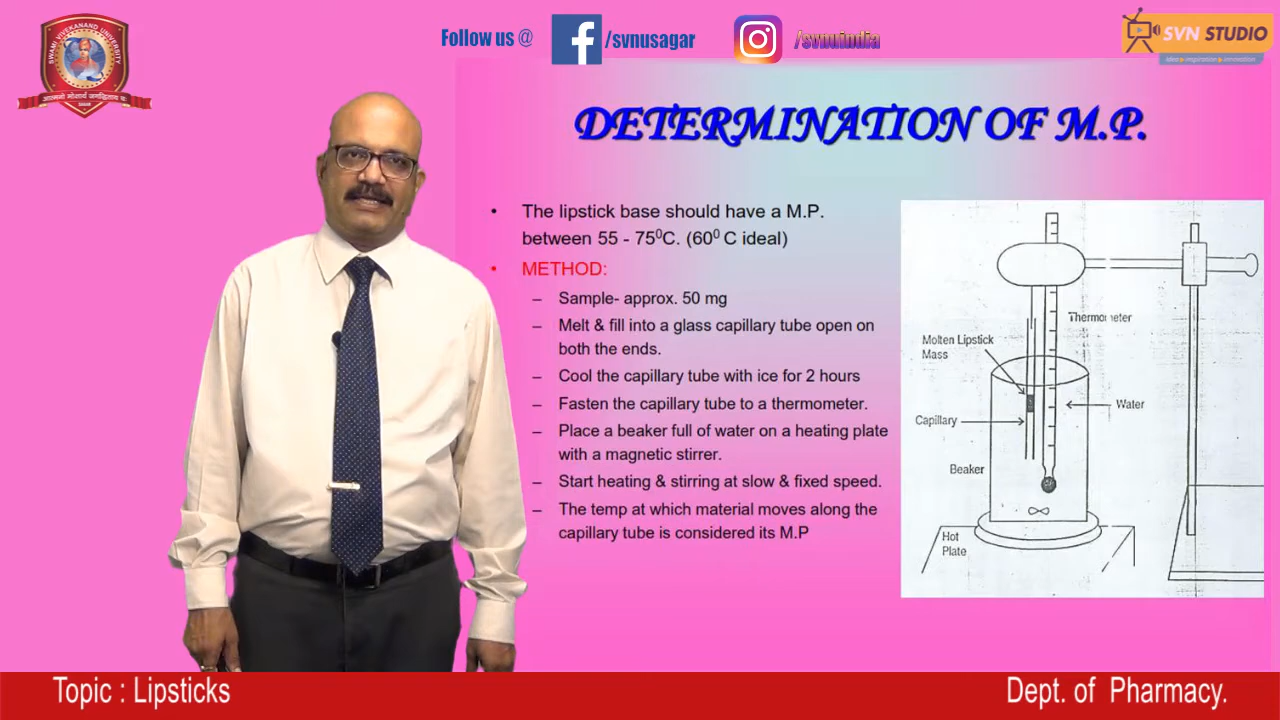 Follow us @ /svnusagar /svnuindia
SVN STUDIO
SWAMI VIVEKANAND UNIVERSITY
DETERMINATION OF M.P.
• The lipstick base should have a M.P.
between 55 - 75⁰C. (60⁰ C ideal)
• METHOD:
– Sample- approx. 50 mg
– Melt & fill into a glass capillary tube open on
both the ends.
– Cool the capillary tube with ice for 2 hours
– Fasten the capillary tube to a thermometer.
– Place a beaker full of water on a heating plate
with a magnetic stirrer.
– Start heating & stirring at slow & fixed speed.
– The temp at which material moves along the
capillary tube is considered its M.P
Thermometer
Molten Lipstick
Mass
Water
Capillary
Beaker
Hot
Plate
Topic : Lipsticks
Dept. of Pharmacy.